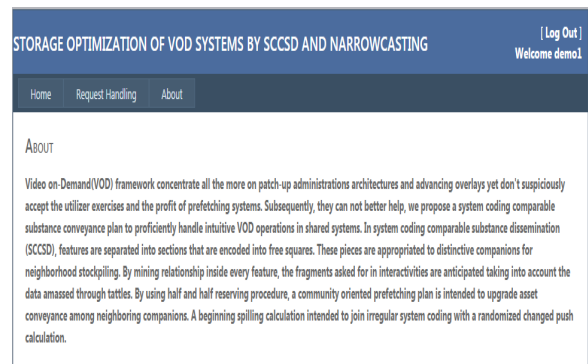 STORAGE OPTIMIZATION OF VOD SYSTEMS BY SCCSD AND NARROWCASTING
[ Log Out ]
Welcome demo1
Home Request Handling About
ABOUT
Video on-Demand(VOD) framework concentrate all the more on patch-up administrations architectures and advancing overlays yet don't suspiciously
accept the utilizer exercises and the profit of prefetching systems. Subsequently, they can not better help, we propose a system coding comparable
substance conveyance plan to proficiently handle intuitive VOD operations in shared systems. In system coding comparable substance dissemination
(SCCSD), features are separated into sections that are encoded into free squares. These pieces are appropriated to distinctive companions for
neighborhood stockpiling. By mining relationship inside every feature, the fragments asked for in interactivities are anticipated taking into account the
data amassed through tattles. By using half and half reserving procedure, a community oriented prefetching plan is intended to upgrade asset
conveyance among neighboring companions. A beginning spilling calculation intended to join irregular system coding with a randomized changed push
calculation.